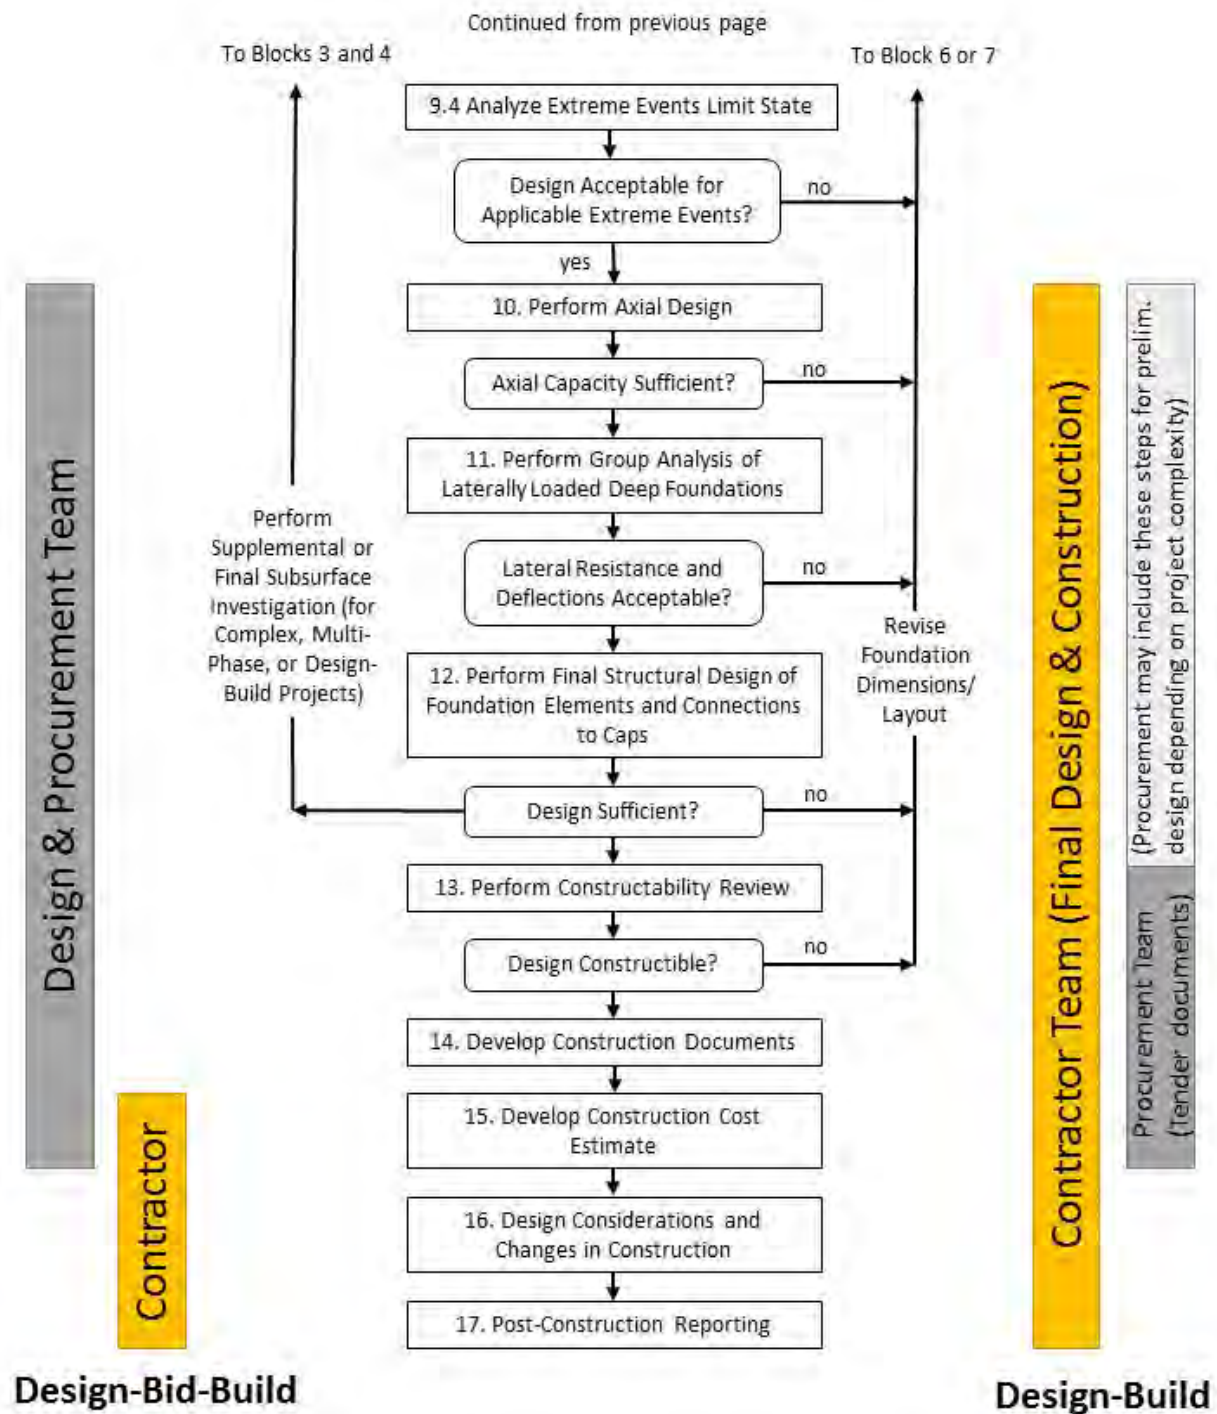 Continued from previous page
To Blocks 3 and 4
To Block 6 or 7
9.4 Analyze Extreme Events Limit State
Design Acceptable for
Applicable Extreme Events?
no
yes
10. Perform Axial Design
Axial Capacity Sufficient?
no
11. Perform Group Analysis of
Laterally Loaded Deep Foundations
Perform
Supplemental or
Final Subsurface
Investigation (for
Complex, Multi-
Phase, or Design-
Build Projects)
Lateral Resistance and
Deflections Acceptable?
no
Revise
Foundation
Dimensions/
Layout
12. Perform Final Structural Design of
Foundation Elements and Connections
to Caps
Design Sufficient?
no
13. Perform Constructability Review
Design Constructible?
no
14. Develop Construction Documents
15. Develop Construction Cost
Estimate
16. Design Considerations and
Changes in Construction
17. Post-Construction Reporting
Design & Procurement Team
Contractor
Design-Bid-Build
Contractor Team (Final Design & Construction)
(Procurement may include these steps for prelim.
design depending on project complexity)
Procurement Team
(Tender documents)
Design-Build